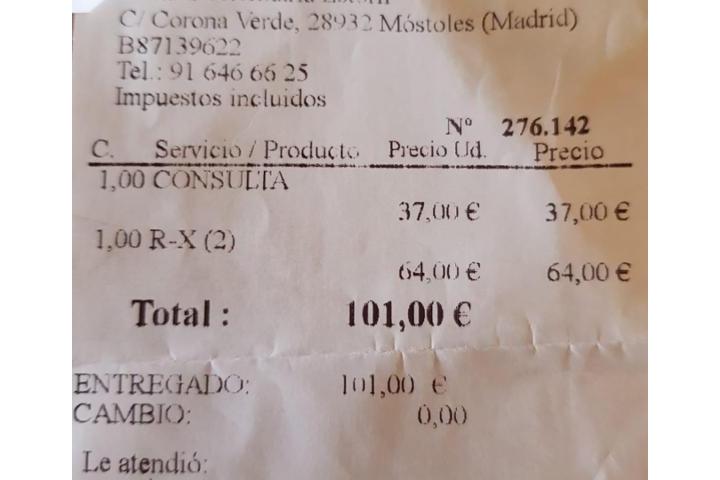 C/ Corona Verde, 28932 Móstoles (Madrid)
B87139622
Tel.: 91 646 66 25
Impuestos incluidos
Nº 276.142
C. Servicio / Producto Precio Ud. Precio
1,00 CONSULTA
37,00 € 37,00 €
1,00 R-X (2)
64,00 € 64,00 €
Total : 101,00 €
ENTREGADO: 101,00 €
CAMBIO: 0,00
Le atendió: